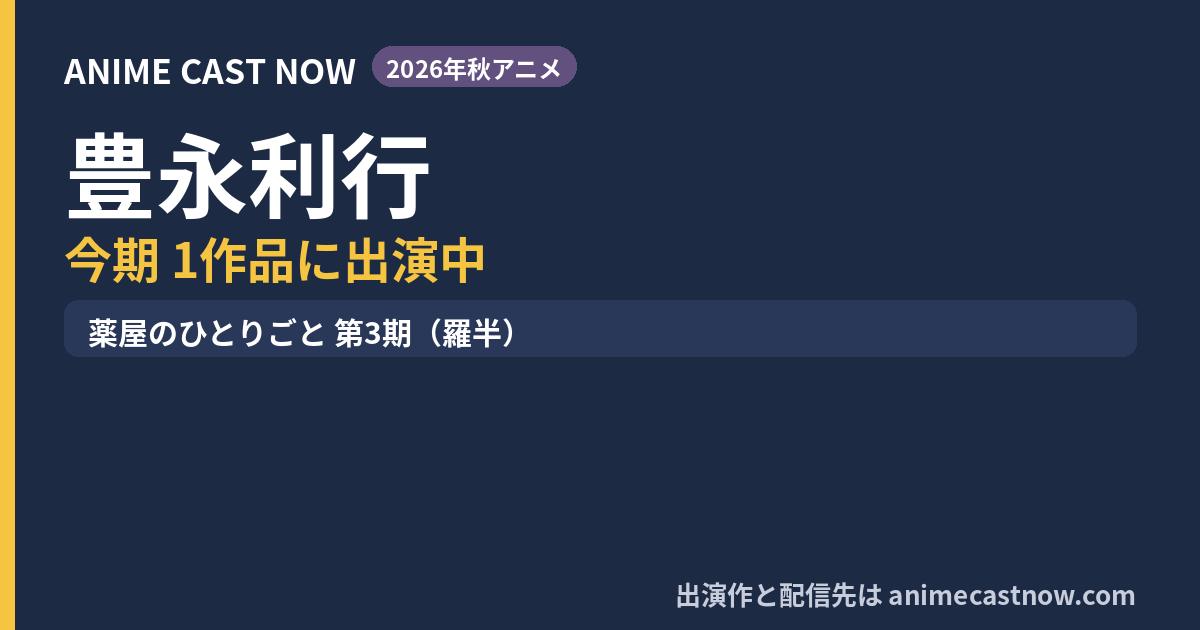 ANIME CAST NOW 2026年秋アニメ
豊永利行
今期 1作品に出演中
薬屋のひとりごと 第3期（羅半）
出演作と配信先は animecastnow.com